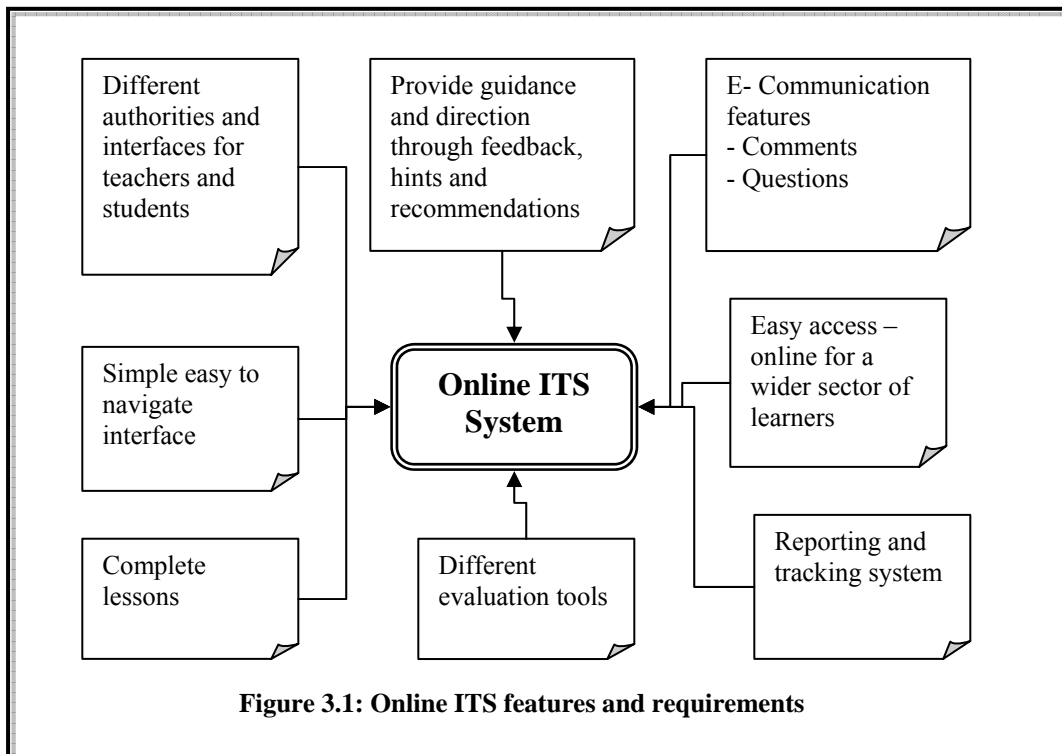 Different
authorities and
interfaces for
teachers and
students
Provide guidance
and direction
through feedback,
hints and
recommendations
E- Communication
features
- Comments
- Questions
Simple easy to
navigate
interface
Online ITS
System
Easy access –
online for a
wider sector of
learners
Complete
lessons
Different
evaluation tools
Reporting and
tracking system
Figure 3.1: Online ITS features and requirements